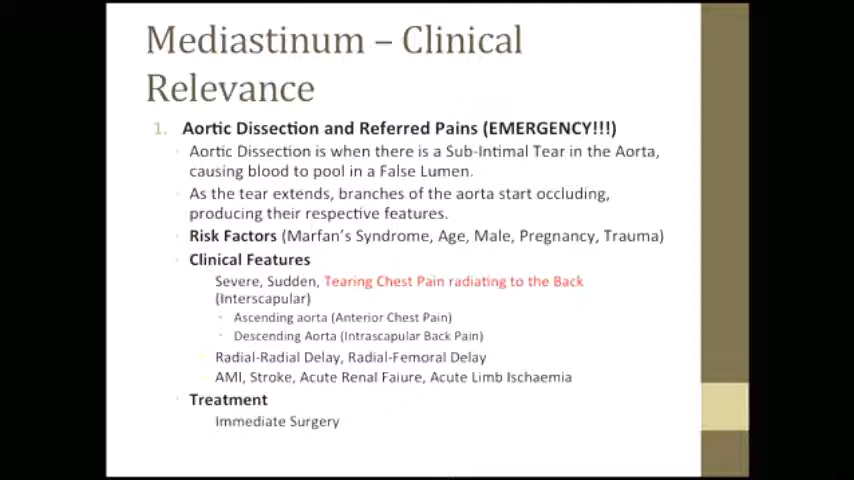 Mediastinum – Clinical
Relevance
1. Aortic Dissection and Referred Pains (EMERGENCY!!!)
Aortic Dissection is when there is a Sub-Intimal Tear in the Aorta,
causing blood to pool in a False Lumen.
As the tear extends, branches of the aorta start occluding,
producing their respective features.
Risk Factors (Marfan's Syndrome, Age, Male, Pregnancy, Trauma)
Clinical Features
Severe, Sudden, Tearing Chest Pain radiating to the Back
(Interscapular)
Ascending aorta (Anterior Chest Pain)
Descending Aorta (Intrascapular Back Pain)
Radial-Radial Delay, Radial-Femoral Delay
AMI, Stroke, Acute Renal Faiure, Acute Limb Ischaemia
Treatment
Immediate Surgery